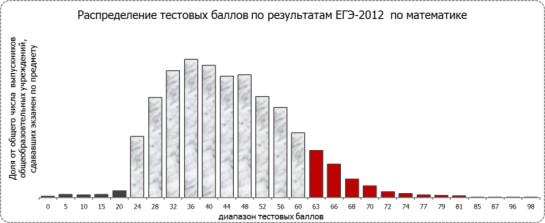 Распределение тестовых баллов по результатам ЕГЭ-2012 по математике
Доля от общего числа выпускников
общеобразовательных учреждений,
сдававших экзамен по предмету
0 5 10 15 20 24 28 32 36 40 44 48 52 56 60 63 66 68 70 72 74 77 79 81 85 87 96 98
диапазон тестовых баллов